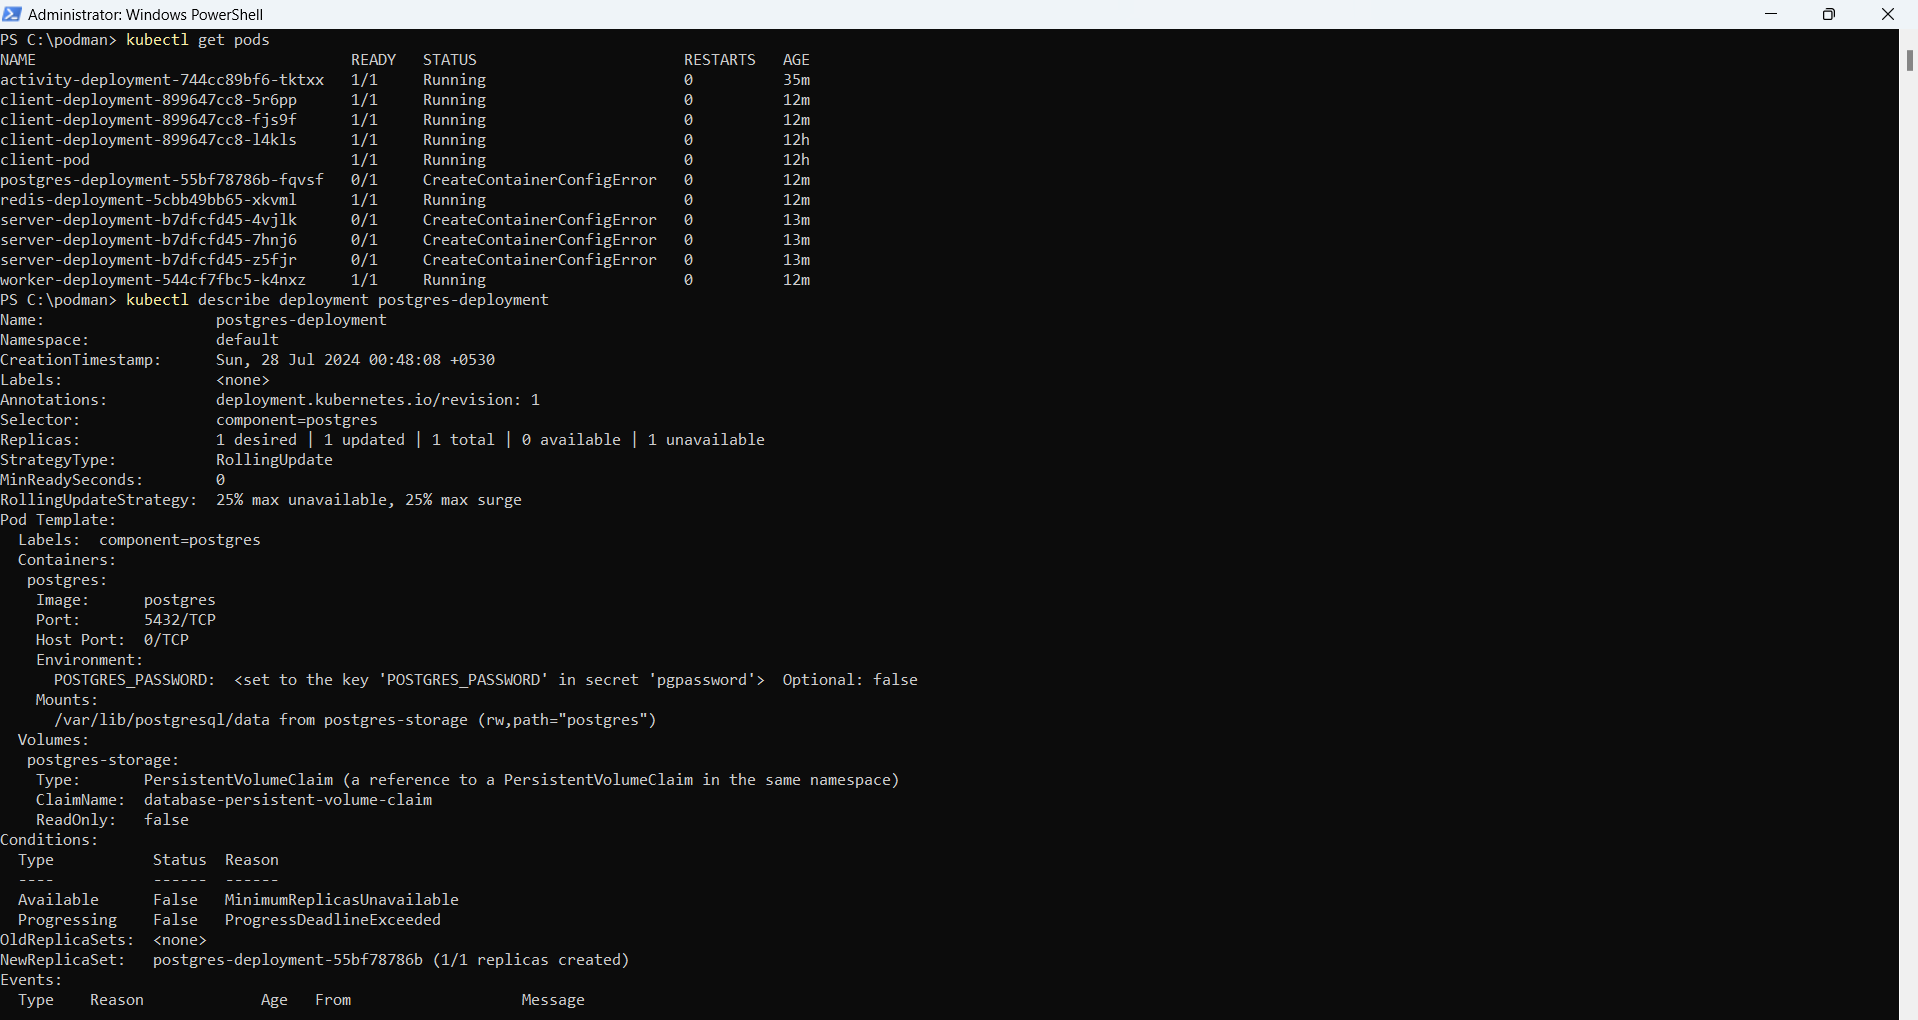 Administrator: Windows PowerShell
PS C:\podman> kubectl get pods
NAME READY STATUS RESTARTS AGE
activity-deployment-744cc89bf6-tktxx 1/1 Running 0 35m
client-deployment-899647cc8-5r6pp 1/1 Running 0 12m
client-deployment-899647cc8-fjs9f 1/1 Running 0 12m
client-deployment-899647cc8-l4kls 1/1 Running 0 12h
client-pod 1/1 Running 0 12h
postgres-deployment-55bf78786b-fqvsf 0/1 CreateContainerConfigError 0 12m
redis-deployment-5cbb49bb65-xkvml 1/1 Running 0 12m
server-deployment-b7dfcfd45-4vjlk 0/1 CreateContainerConfigError 0 13m
server-deployment-b7dfcfd45-7hnj6 0/1 CreateContainerConfigError 0 13m
server-deployment-b7dfcfd45-z5fjr 0/1 CreateContainerConfigError 0 13m
worker-deployment-544cf7fbc5-k4nxz 1/1 Running 0 12m
PS C:\podman> kubectl describe deployment postgres-deployment
Name: postgres-deployment
Namespace: default
CreationTimestamp: Sun, 28 Jul 2024 00:48:08 +0530
Labels: <none>
Annotations: deployment.kubernetes.io/revision: 1
Selector: component=postgres
Replicas: 1 desired | 1 updated | 1 total | 0 available | 1 unavailable
StrategyType: RollingUpdate
MinReadySeconds: 0
RollingUpdateStrategy: 25% max unavailable, 25% max surge
Pod Template:
Labels: component=postgres
Containers:
postgres:
Image: postgres
Port: 5432/TCP
Host Port: 0/TCP
Environment:
POSTGRES_PASSWORD: <set to the key 'POSTGRES_PASSWORD' in secret 'pgpassword'> Optional: false
Mounts:
/var/lib/postgresql/data from postgres-storage (rw,path="postgres")
Volumes:
postgres-storage:
Type: PersistentVolumeClaim (a reference to a PersistentVolumeClaim in the same namespace)
ClaimName: database-persistent-volume-claim
ReadOnly: false
Conditions:
Type Status Reason
---- ------ ------
Available False MinimumReplicasUnavailable
Progressing False ProgressDeadlineExceeded
OldReplicaSets: <none>
NewReplicaSet: postgres-deployment-55bf78786b (1/1 replicas created)
Events:
Type Reason Age From Message